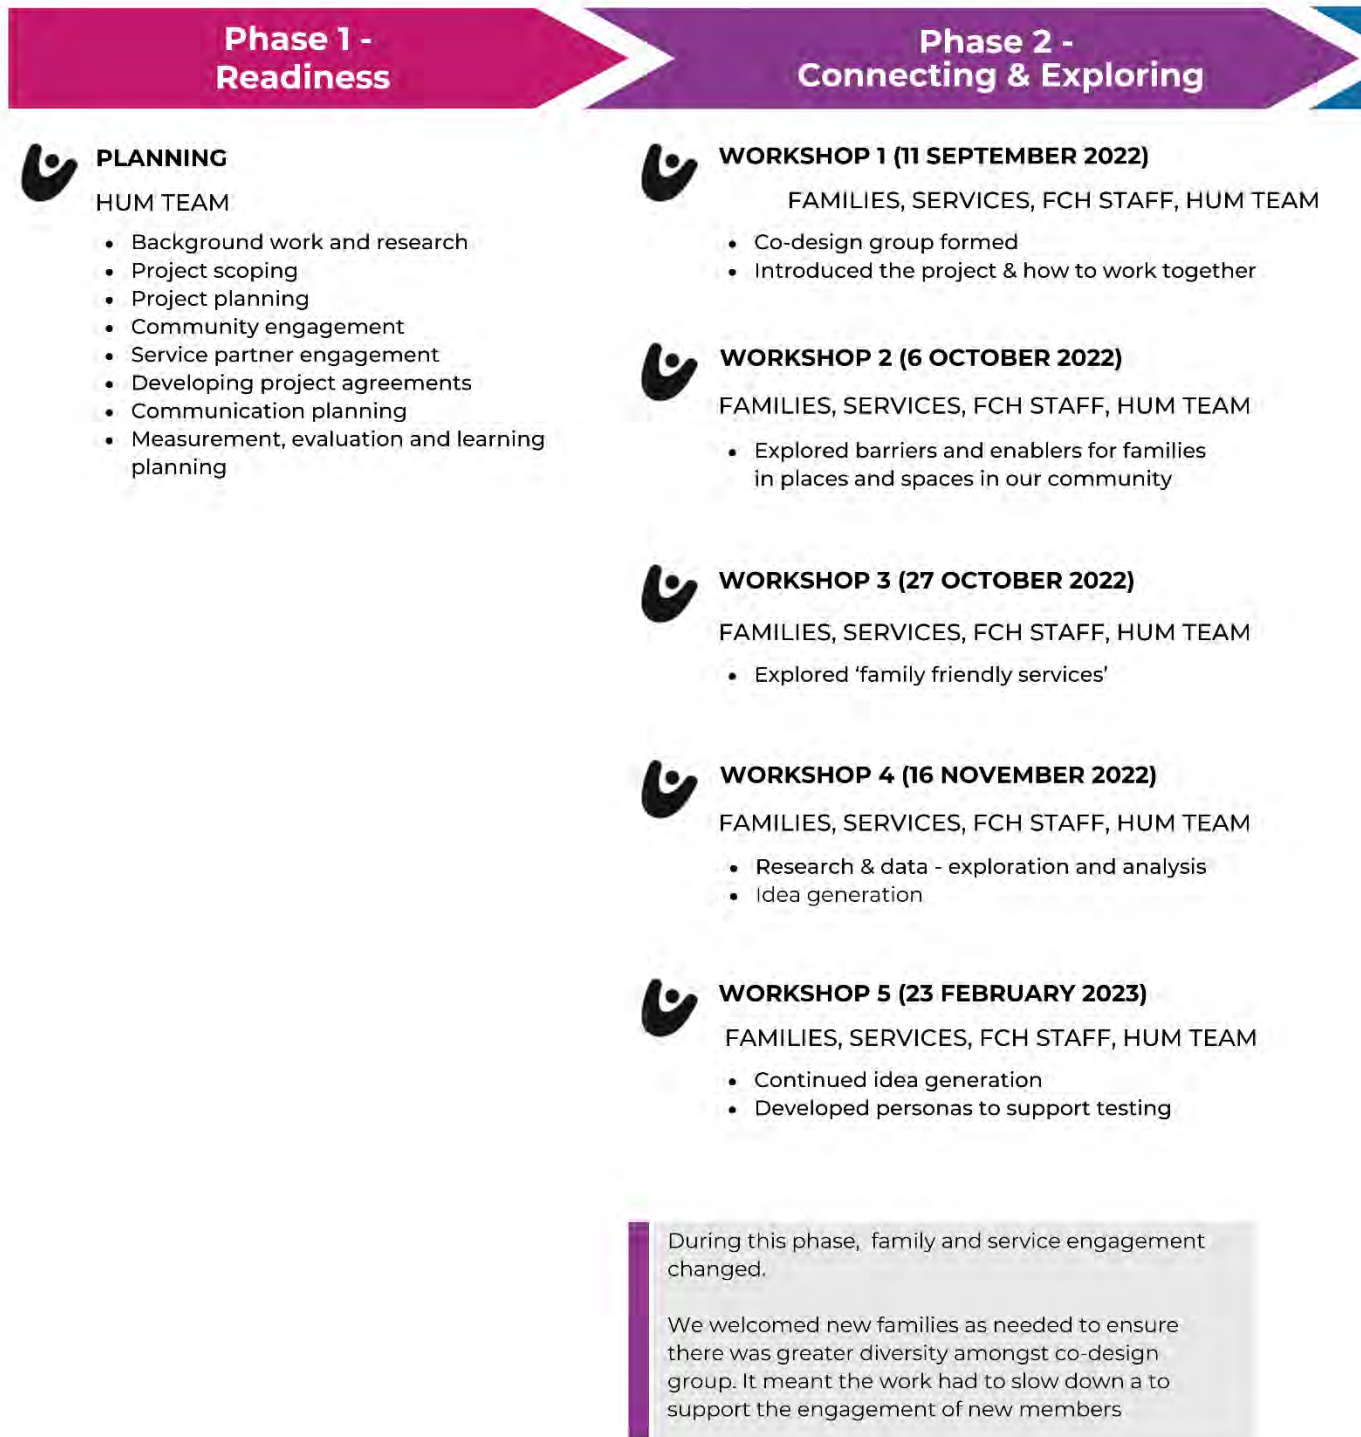 Phase 1 -
Readiness
PLANNING
HUM TEAM
• Background work and research
• Project scoping
• Project planning
• Community engagement
• Service partner engagement
• Developing project agreements
• Communication planning
• Measurement, evaluation and learning
planning
Phase 2 -
Connecting & Exploring
WORKSHOP 1 (11 SEPTEMBER 2022)
FAMILIES, SERVICES, FCH STAFF, HUM TEAM
• Co-design group formed
• Introduced the project & how to work together
WORKSHOP 2 (6 OCTOBER 2022)
FAMILIES, SERVICES, FCH STAFF, HUM TEAM
• Explored barriers and enablers for families
in places and spaces in our community
WORKSHOP 3 (27 OCTOBER 2022)
FAMILIES, SERVICES, FCH STAFF, HUM TEAM
• Explored ‘family friendly services’
WORKSHOP 4 (16 NOVEMBER 2022)
FAMILIES, SERVICES, FCH STAFF, HUM TEAM
• Research & data - exploration and analysis
• Idea generation
WORKSHOP 5 (23 FEBRUARY 2023)
FAMILIES, SERVICES, FCH STAFF, HUM TEAM
• Continued idea generation
• Developed personas to support testing
During this phase, family and service engagement
changed.
We welcomed new families as needed to ensure
there was greater diversity amongst co-design
group. It meant the work had to slow down a to
support the engagement of new members